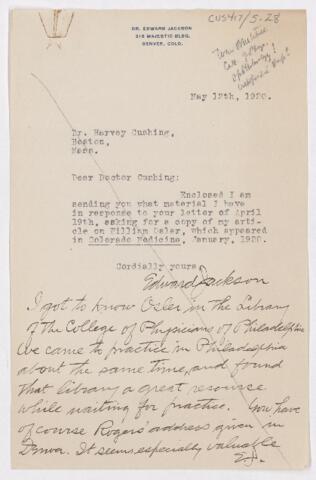 CUS417/5.28
DR. EDWARD JACKSON
318 MAJESTIC BLDG.
DENVER, COLO.
May 12th, 1920.
Dr. Harvey Cushing,
Boston,
Mass.
Dear Doctor Cushing:
Enclosed I am
sending you what material I have
in response to your letter of April
19th, asking for a copy of my arti-
cle on William Osler, which appeared
in Colorado Medicine, January, 1920.
Cordially yours,
Edward Jackson
I got to know Osler in the Library
of the College of Physicians of Philadelphia
We came to practice in Philadelphia
about the same time, and found
that library a great resourse
while waiting for practice. You have
of course Rogers' address given in
Denver. It seems especially valuable
E.J.